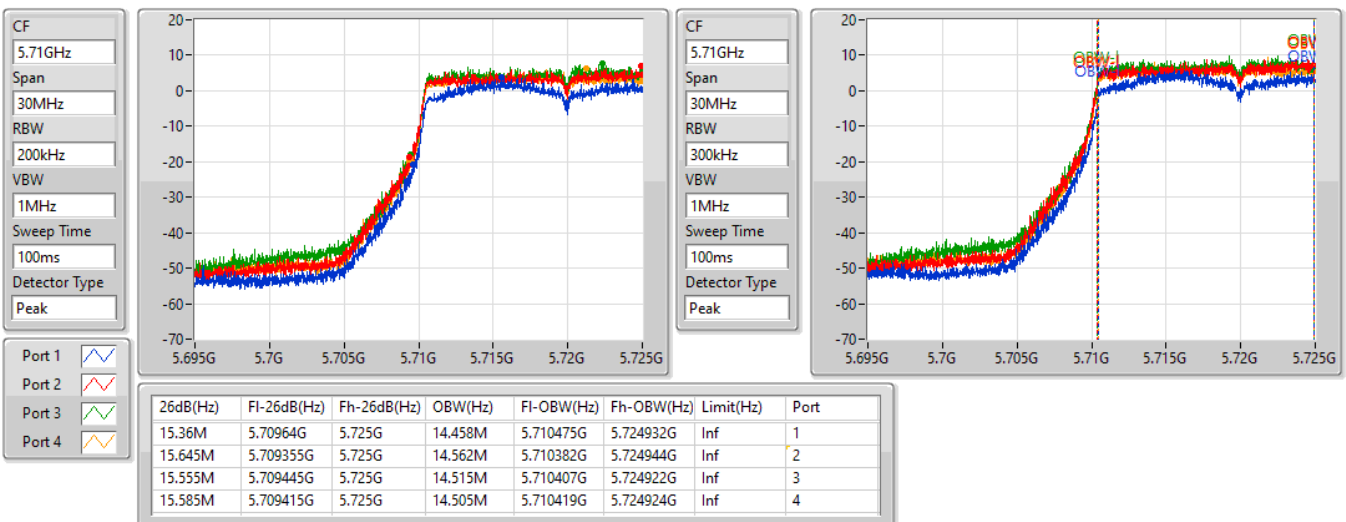 CF
5.71GHz
Span
30MHz
RBW
200kHz
VBW
1MHz
Sweep Time
100ms
Detector Type
Peak
20
10
0
-10
-20
-30
-40
-50
-60
-70
5.695G 5.7G 5.705G 5.71G 5.715G 5.72G 5.725G
CF
5.71GHz
Span
30MHz
RBW
300kHz
VBW
1MHz
Sweep Time
100ms
Detector Type
Peak
20
10
0
-10
-20
-30
-40
-50
-60
-70
5.695G 5.7G 5.705G 5.71G 5.715G 5.72G 5.725G
Port 1
Port 2
Port 3
Port 4
26dB(Hz) Fl-26dB(Hz) Fh-26dB(Hz) OBW(Hz) Fl-OBW(Hz) Fh-OBW(Hz) Limit(Hz) Port
15.36M 5.70964G 5.725G 14.458M 5.710475G 5.724932G Inf 1
15.645M 5.709355G 5.725G 14.562M 5.710382G 5.724944G Inf 2
15.555M 5.709445G 5.725G 14.515M 5.710407G 5.724922G Inf 3
15.585M 5.709415G 5.725G 14.505M 5.710419G 5.724924G Inf 4